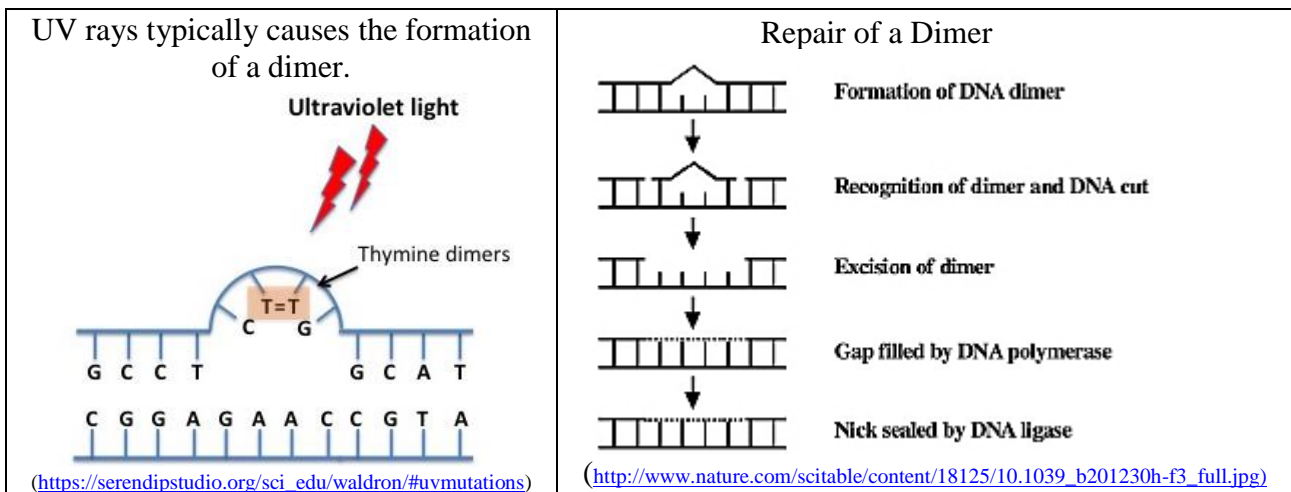 UV rays typically causes the formation
of a dimer.
Ultraviolet light
Thymine dimers
T=T
C G
G C C T G C A T
C G G A G A A C C G T A
(https://serendipstudio.org/sci_edu/waldron/#uvmutations)
Repair of a Dimer
Formation of DNA dimer
Recognition of dimer and DNA cut
Excision of dimer
Gap filled by DNA polymerase
Nick sealed by DNA ligase
(http://www.nature.com/scitable/content/18125/10.1039_b201230h-f3_full.jpg)